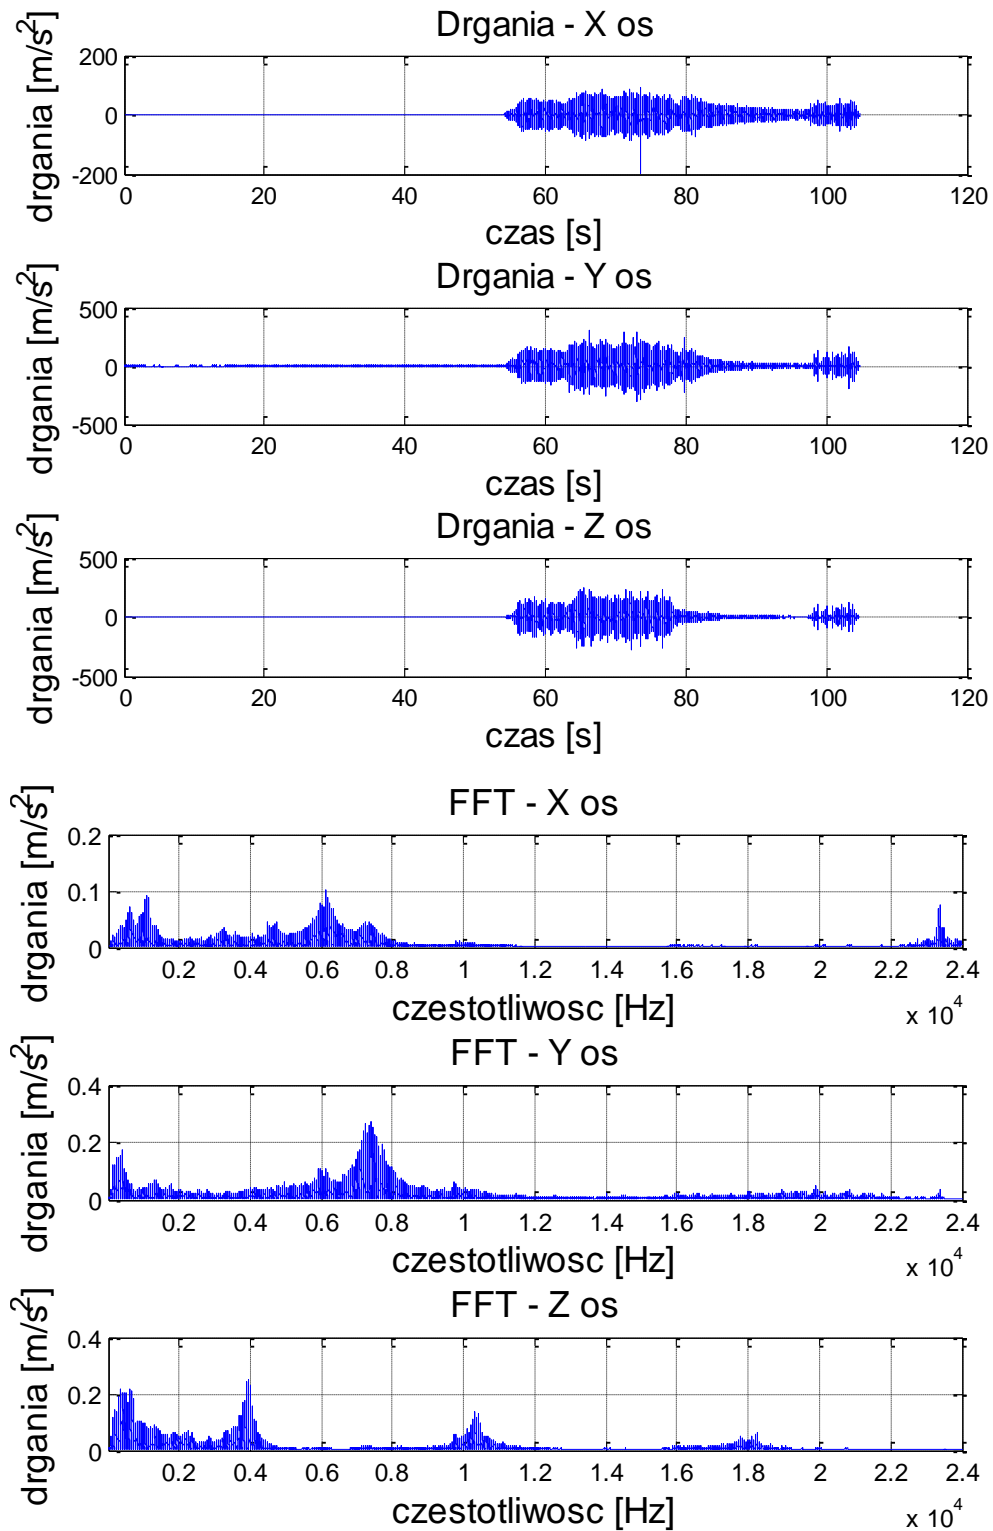 Drgania - X os
drgania [m/s²]
200
0
-200
0 20 40 60 80 100 120
czas [s]
Drgania - Y os
drgania [m/s²]
500
0
-500
0 20 40 60 80 100 120
czas [s]
Drgania - Z os
drgania [m/s²]
500
0
-500
0 20 40 60 80 100 120
czas [s]
FFT - X os
drgania [m/s²]
0.2
0.1
0
0.2 0.4 0.6 0.8 1 1.2 1.4 1.6 1.8 2 2.2 2.4
czestotliwosc [Hz]
x 10⁴
FFT - Y os
drgania [m/s²]
0.4
0.2
0
0.2 0.4 0.6 0.8 1 1.2 1.4 1.6 1.8 2 2.2 2.4
czestotliwosc [Hz]
x 10⁴
FFT - Z os
drgania [m/s²]
0.4
0.2
0
0.2 0.4 0.6 0.8 1 1.2 1.4 1.6 1.8 2 2.2 2.4
czestotliwosc [Hz]
x 10⁴